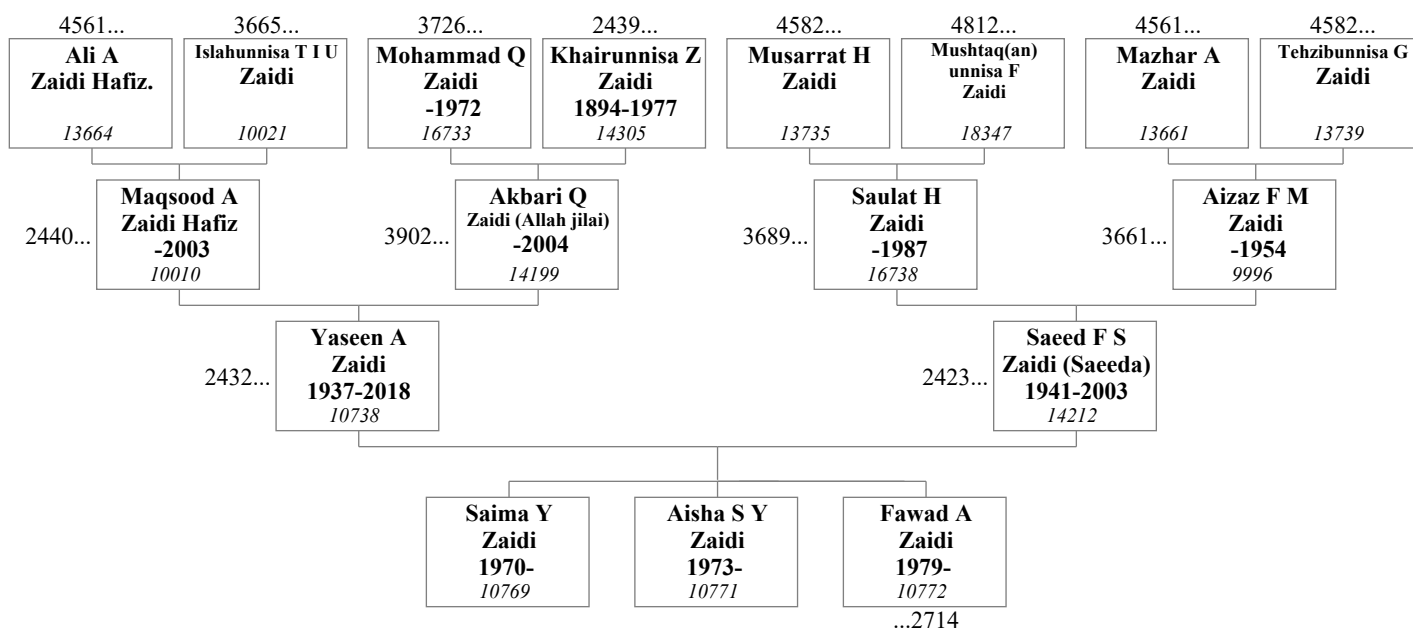 4561... 3665... 3726... 2439... 4582... 4812... 4561... 4582...
Ali A
Zaidi Hafiz.
13664
Islahunnisa T I U
Zaidi
10021
Mohammad Q
Zaidi
-1972
16733
Khairunnisa Z
Zaidi
1894-1977
14305
Musarrat H
Zaidi
13735
Mushtaq(an)
unnisa F
Zaidi
18347
Mazhar A
Zaidi
13661
Tehzibunnisa G
Zaidi
13739
2440...
Maqsood A
Zaidi Hafiz
-2003
10010
3902...
Akbari Q
Zaidi (Allah jilai)
-2004
14199
3689...
Saulat H
Zaidi
-1987
16738
3661...
Aizaz F M
Zaidi
-1954
9996
2432...
Yaseen A
Zaidi
1937-2018
10738
2423...
Saeed F S
Zaidi (Saeeda)
1941-2003
14212
Saima Y
Zaidi
1970-
10769
Aisha S Y
Zaidi
1973-
10771
Fawad A
Zaidi
1979-
10772
...2714